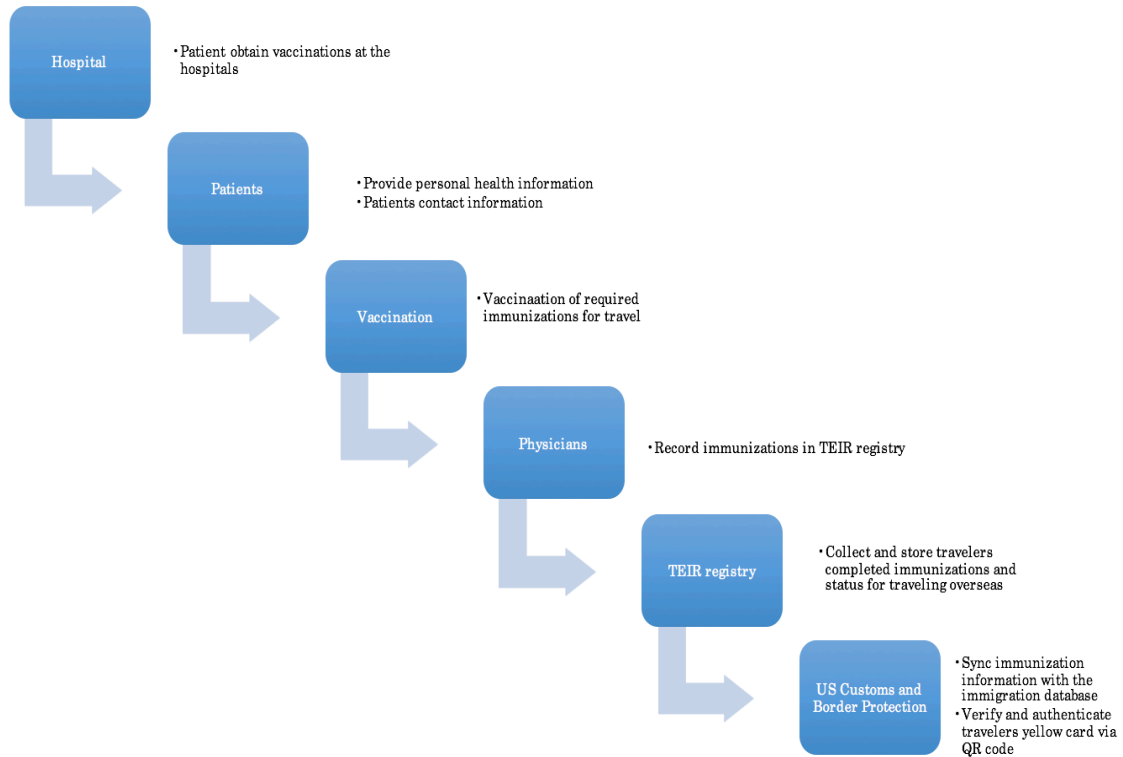 Hospital
•Patient obtain vaccinations at the
hospitals
Patients
•Provide personal health information
•Patients contact information
Vaccination
•Vaccinaation of required
immunizations for travel
Physicians
•Record immunizations in TEIR registry
TEIR registry
•Collect and store travelers
completed immunizations and
status for traveling overseas
US Customs and
Border Protection
•Sync immunization
information with the
immigration database
•Verify and authenticate
travelers yellow card via
QR code